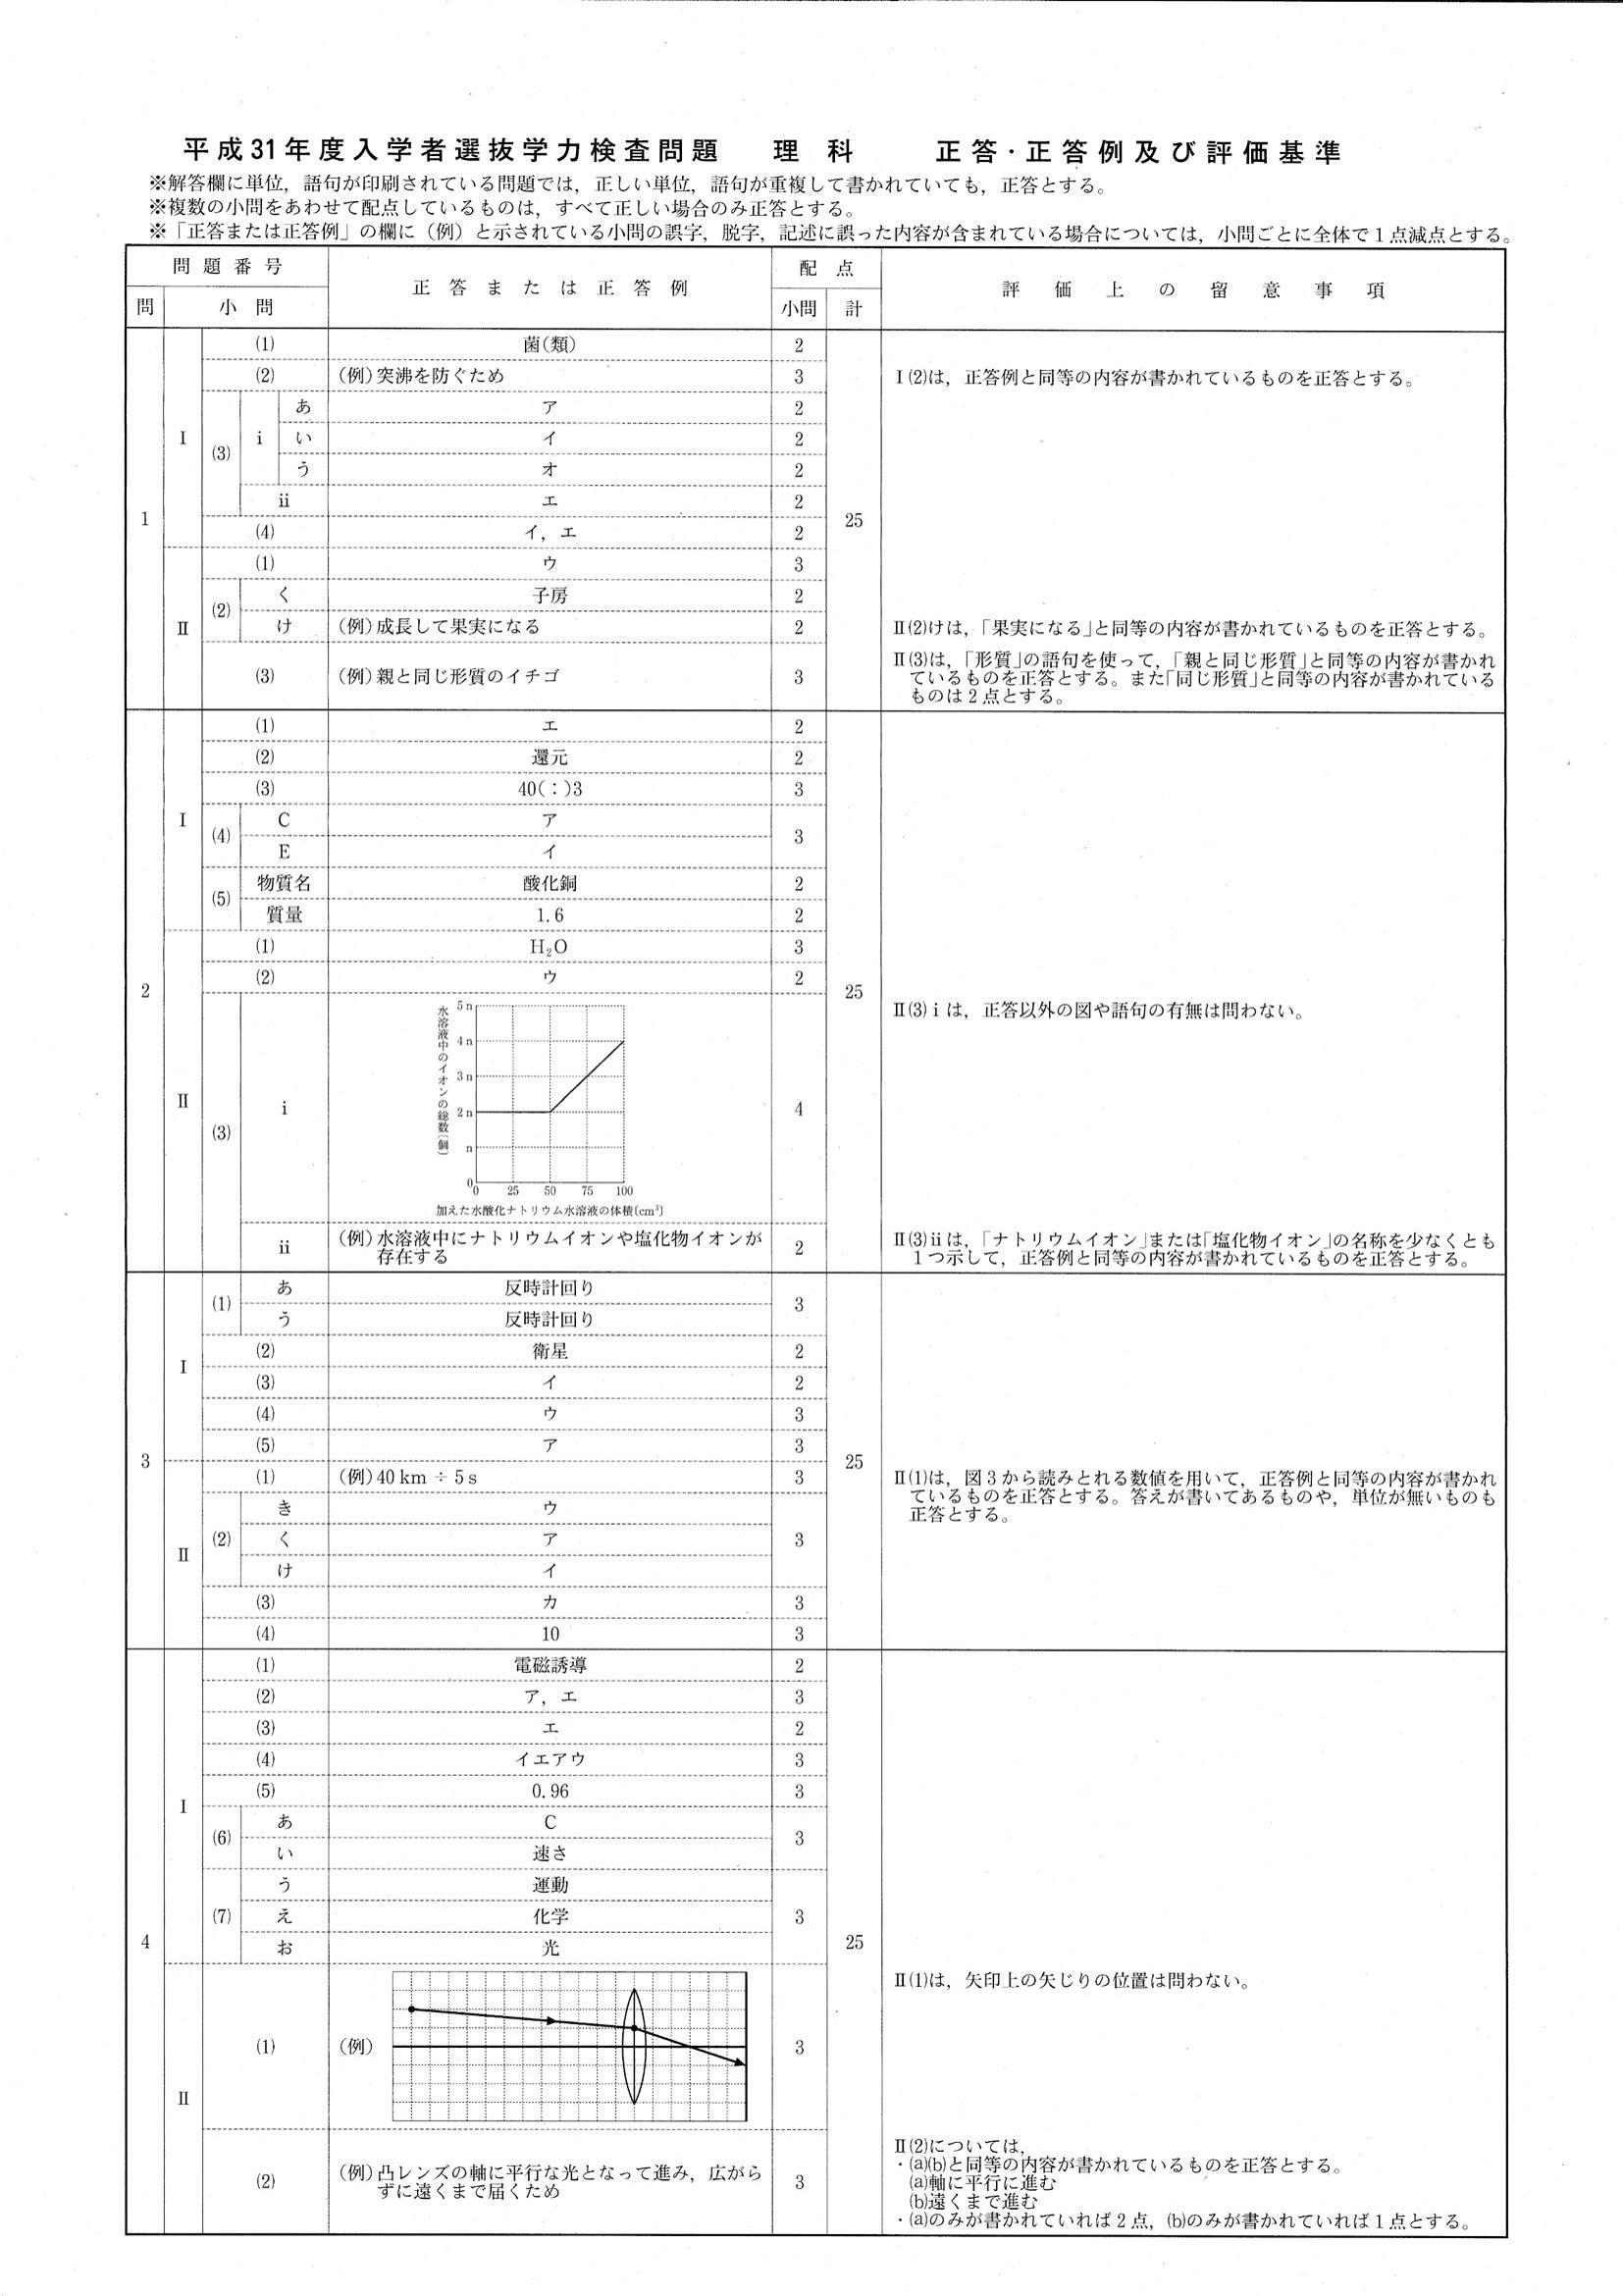 平成31年度入学者選抜学力検査問題　理科　正答・正答例及び評価基準
※解答欄に単位，語句が印刷されている問題では，正しい単位，語句が重複して書かれていても，正答とする。
※複数の小問をあわせて配点しているものは，すべて正しい場合のみ正答とする。
※「正答または正答例」の欄に（例）と示されている小問の誤字，脱字，記述に誤った内容が含まれている場合については，小問ごとに全体で１点減点とする。
問題番号　正答または正答例　配点　評価上の留意事項
問　小問　小問　計
1　25
Ⅰ
(1)　菌(類)　2
(2)　（例）突沸を防ぐため　3　Ⅰ(2)は，正答例と同等の内容が書かれているものを正答とする。
(3)　ⅰ　あ　ア　2
い　イ　2
う　オ　2
ⅱ　エ　2
(4)　イ，エ　2
Ⅱ
(1)　ウ　3
(2)　く　子房　2
け　（例）成長して果実になる　2　Ⅱ(2)けは，「果実になる」と同等の内容が書かれているものを正答とする。
(3)　（例）親と同じ形質のイチゴ　3　Ⅱ(3)は，「形質」の語句を使って，「親と同じ形質」と同等の内容が書かれ
ているものを正答とする。また「同じ形質」と同等の内容が書かれている
ものは２点とする。
2　25
Ⅰ
(1)　エ　2
(2)　還元　2
(3)　40(：)3　3
(4)　C　ア　3
E　イ
(5)　物質名　酸化銅　2
質量　1.6　2
Ⅱ
(1)　H₂O　3
(2)　ウ　2
(3)　ⅰ　4　Ⅱ(3)ⅰは，正答以外の図や語句の有無は問わない。
水溶液中のイオンの総数〔個〕
5n
4n
3n
2n
n
0
0　25　50　75　100
加えた水酸化ナトリウム水溶液の体積〔cm³〕
ⅱ　（例）水溶液中にナトリウムイオンや塩化物イオンが
存在する　2　Ⅱ(3)ⅱは，「ナトリウムイオン」または「塩化物イオン」の名称を少なくとも
１つ示して，正答例と同等の内容が書かれているものを正答とする。
3　25
Ⅰ
(1)　あ　反時計回り　3
う　反時計回り
(2)　衛星　2
(3)　イ　2
(4)　ウ　3
(5)　ア　3
Ⅱ
(1)　（例）40 km ÷ 5 s　3　Ⅱ(1)は，図３から読みとれる数値を用いて，正答例と同等の内容が書かれ
ているものを正答とする。答えが書いてあるものや，単位が無いものも
正答とする。
(2)　き　ウ　3
く　ア
け　イ
(3)　カ　3
(4)　10　3
4　25
Ⅰ
(1)　電磁誘導　2
(2)　ア，エ　3
(3)　エ　2
(4)　イエアウ　3
(5)　0.96　3
(6)　あ　C　3
い　速さ
(7)　う　運動　3
え　化学
お　光
Ⅱ
(1)　（例）　3　Ⅱ(1)は，矢印上の矢じりの位置は問わない。
(2)　（例）凸レンズの軸に平行な光となって進み，広がら
ずに遠くまで届くため　3　Ⅱ(2)については，
・(a)(b)と同等の内容が書かれているものを正答とする。
(a)軸に平行に進む
(b)遠くまで進む
・(a)のみが書かれていれば２点，(b)のみが書かれていれば１点とする。